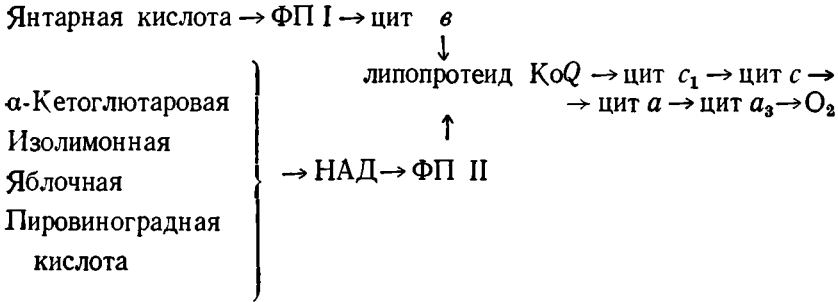 Янтарная кислота → ФП I → цит в
↓
липопротеид KoQ → цит c₁ → цит c →
α-Кетоглютаровая
→ цит a → цит a₃ → O₂
Изолимонная
↑
Яблочная
→ НАД → ФП II
Пировиноградная
кислота